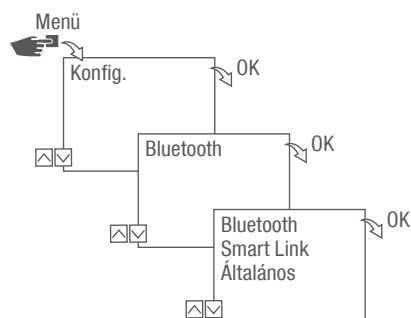 Menü
Konfig.
OK
Bluetooth
OK
Bluetooth
Smart Link
Általános
OK